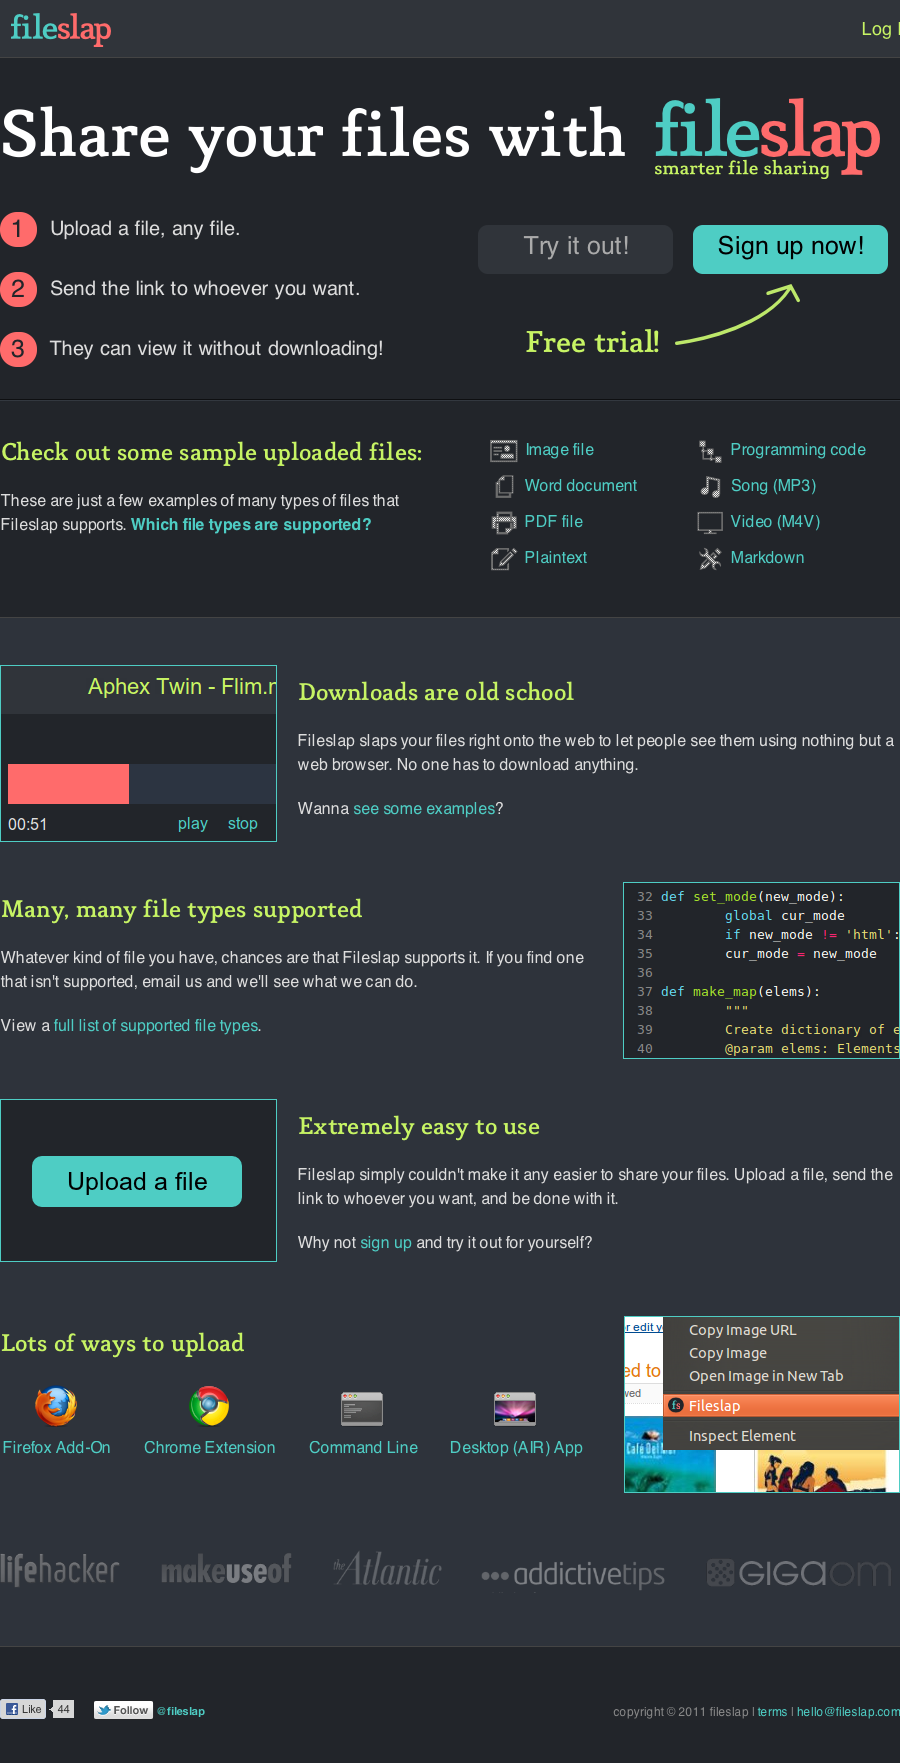 fileslap
Log
Share your files with fileslap
smarter file sharing
1 Upload a file, any file.
2 Send the link to whoever you want.
3 They can view it without downloading!
Try it out!
Sign up now!
Free trial!
Check out some sample uploaded files:
These are just a few examples of many types of files that
Fileslap supports. Which file types are supported?
Image file
Word document
PDF file
Plaintext
Programming code
Song (MP3)
Video (M4V)
Markdown
Aphex Twin - Flim.
00:51 play stop
Downloads are old school
Fileslap slaps your files right onto the web to let people see them using nothing but a
web browser. No one has to download anything.
Wanna see some examples?
Many, many file types supported
Whatever kind of file you have, chances are that Fileslap supports it. If you find one
that isn't supported, email us and we'll see what we can do.
View a full list of supported file types.
32 def set_mode(new_mode):
33 global cur_mode
34 if new_mode != 'html':
35 cur_mode = new_mode
36
37 def make_map(elems):
38 """
39 Create dictionary of e
40 @param elems: Elements
Upload a file
Extremely easy to use
Fileslap simply couldn't make it any easier to share your files. Upload a file, send the
link to whoever you want, and be done with it.
Why not sign up and try it out for yourself?
Lots of ways to upload
Firefox Add-On
Chrome Extension
Command Line
Desktop (AIR) App
r edit y
ed to
wed
Café Del Mar
Copy Image URL
Copy Image
Open Image in New Tab
fs Fileslap
Inspect Element
lifehacker
makeuseof
the Atlantic
addictivetips
GIGAOM
Like 44
Follow @fileslap
copyright © 2011 fileslap | terms | hello@fileslap.com